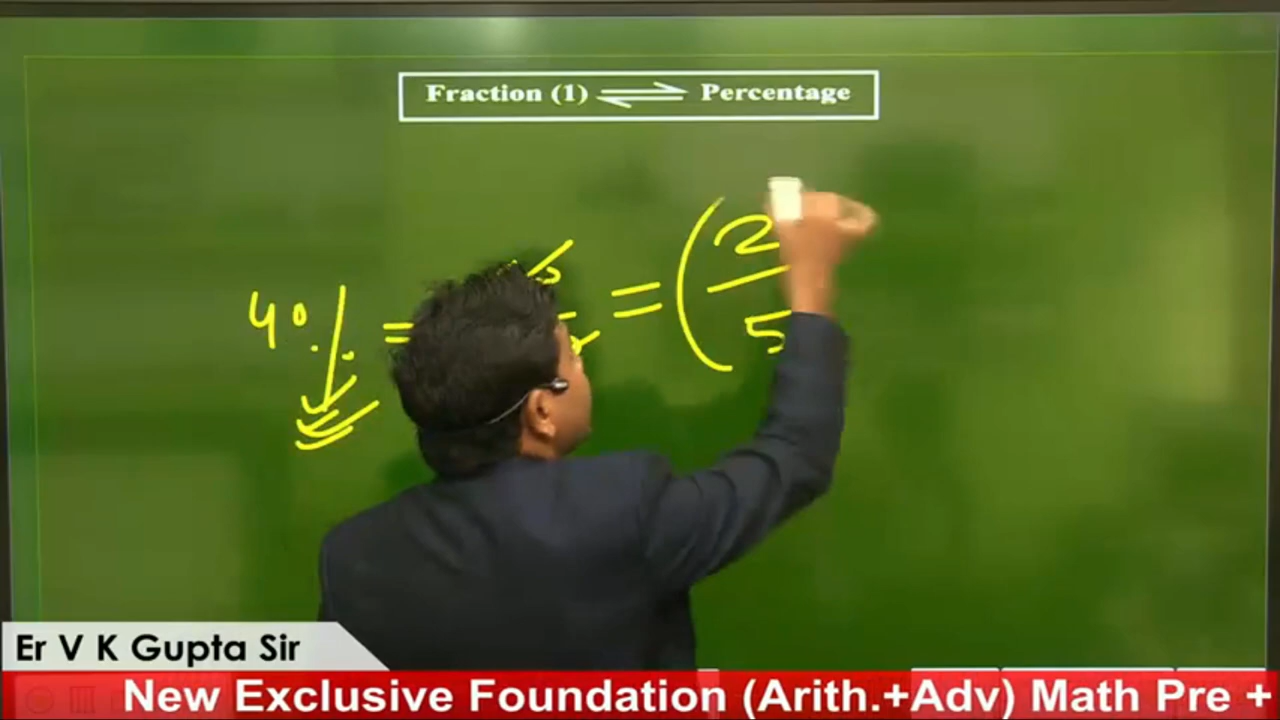 Fraction (1) ⇌ Percentage
40% = = (2/5
Er V K Gupta Sir
New Exclusive Foundation (Arith.+Adv) Math Pre +